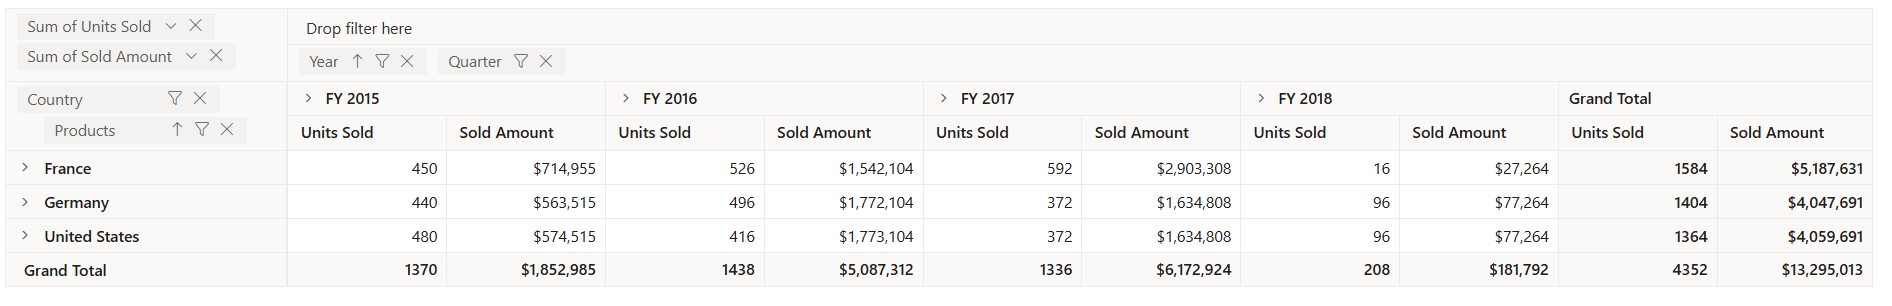 Sum of Units Sold
Sum of Sold Amount
Drop filter here
Year Quarter
Country
Products
FY 2015 FY 2016 FY 2017 FY 2018 Grand Total
Units Sold Sold Amount Units Sold Sold Amount Units Sold Sold Amount Units Sold Sold Amount Units Sold Sold Amount
France 450 $714,955 526 $1,542,104 592 $2,903,308 16 $27,264 1584 $5,187,631
Germany 440 $563,515 496 $1,772,104 372 $1,634,808 96 $77,264 1404 $4,047,691
United States 480 $574,515 416 $1,773,104 372 $1,634,808 96 $77,264 1364 $4,059,691
Grand Total 1370 $1,852,985 1438 $5,087,312 1336 $6,172,924 208 $181,792 4352 $13,295,013